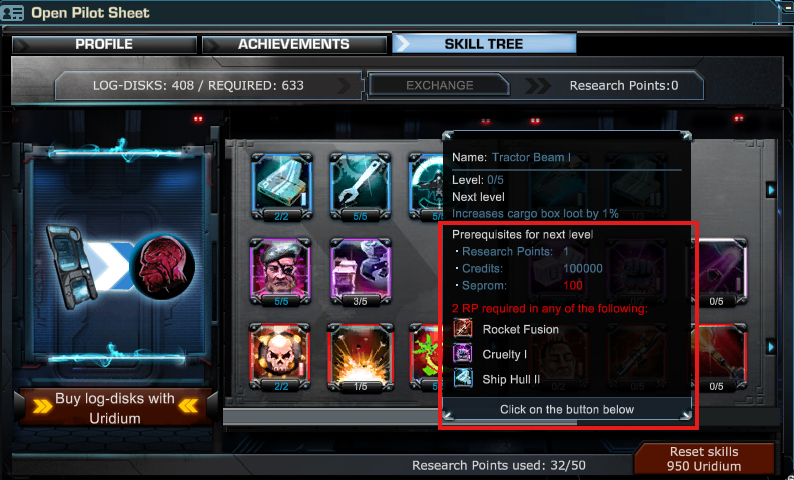 Open Pilot Sheet
PROFILE
ACHIEVEMENTS
SKILL TREE
LOG-DISKS: 408 / REQUIRED: 633
EXCHANGE
Research Points:0
Name: Tractor Beam I
Level: 0/5
Next level
Increases cargo box loot by 1%
Prerequisites for next level
· Research Points: 1
· Credits: 100000
· Seprom: 100
2 RP required in any of the following:
Rocket Fusion
Cruelty I
Ship Hull II
Click on the button below
2/2
5/5
5/5
3/5
0/5
2/2
1/5
0/5
Buy log-disks with
Uridium
Research Points used: 32/50
Reset skills
950 Uridium